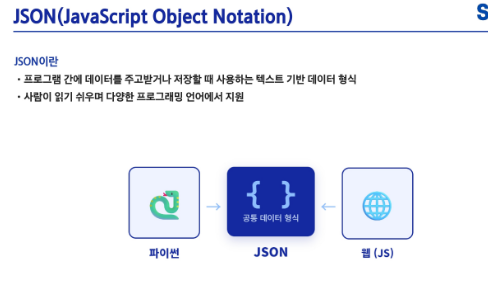 JSON(JavaScript Object Notation)
S
JSON이란
· 프로그램 간에 데이터를 주고받거나 저장할 때 사용하는 텍스트 기반 데이터 형식
· 사람이 읽기 쉬우며 다양한 프로그래밍 언어에서 지원
{ }
공통 데이터 형식
→ ←
파이썬 JSON 웹 (JS)